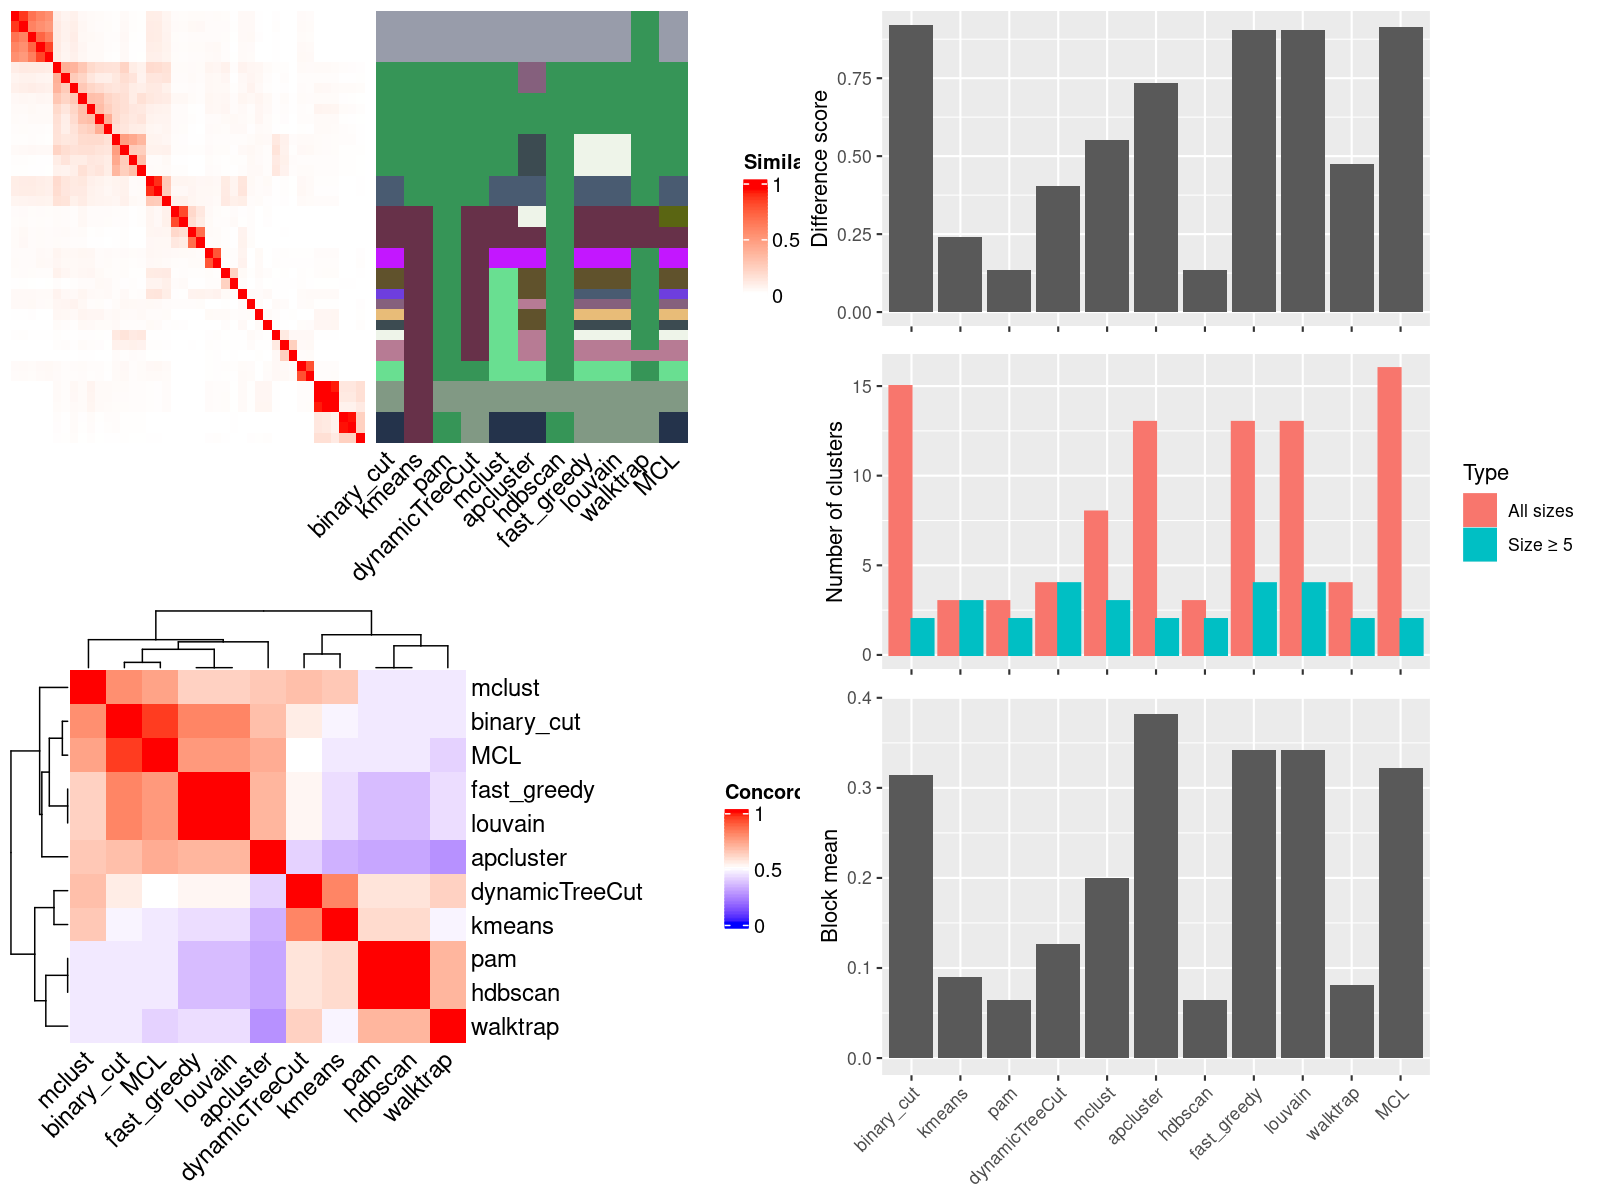 Simila
1
0.5
0
binary_cut
kmeans
pam
dynamicTreeCut
mclust
apcluster
hdbscan
fast_greedy
louvain
walktrap
MCL
mclust
binary_cut
MCL
fast_greedy
louvain
apcluster
dynamicTreeCut
kmeans
pam
hdbscan
walktrap
Concord
1
0.5
0
mclust
binary_cut
MCL
fast_greedy
louvain
apcluster
dynamicTreeCut
kmeans
pam
hdbscan
walktrap
Difference score
0.75
0.50
0.25
0.00
Number of clusters
15
10
5
0
Type
All sizes
Size ≥ 5
Block mean
0.4
0.3
0.2
0.1
0.0
binary_cut
kmeans
pam
dynamicTreeCut
mclust
apcluster
hdbscan
fast_greedy
louvain
walktrap
MCL